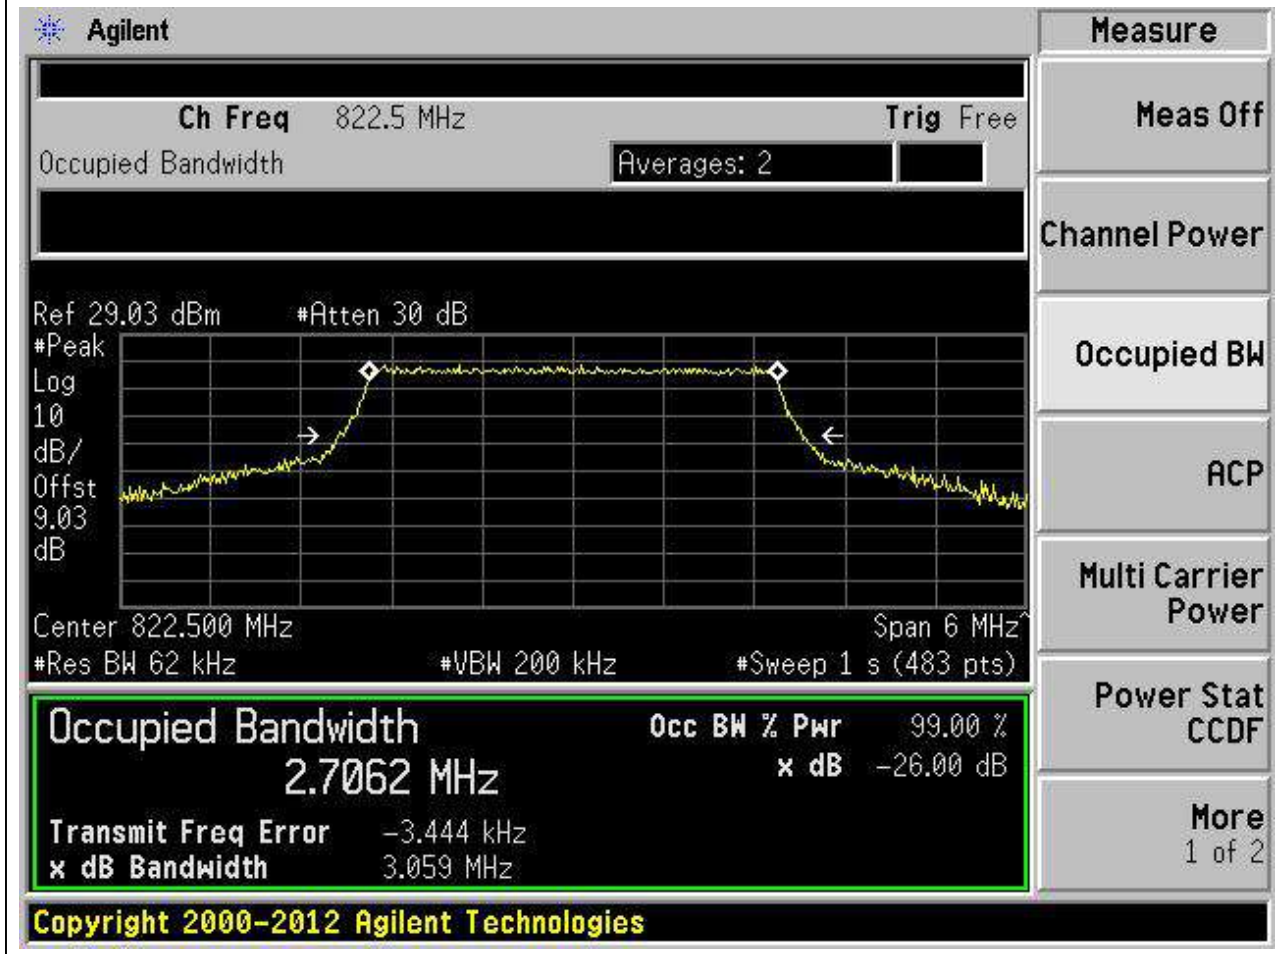 Agilent
Measure
Ch Freq 822.5 MHz Trig Free
Occupied Bandwidth Averages: 2
Ref 29.03 dBm #Atten 30 dB
#Peak
Log
10
dB/
Offst
9.03
dB
Center 822.500 MHz Span 6 MHz^
#Res BW 62 kHz #VBW 200 kHz #Sweep 1 s (483 pts)
Occupied Bandwidth Occ BW % Pwr 99.00 %
2.7062 MHz x dB -26.00 dB
Transmit Freq Error -3.444 kHz
x dB Bandwidth 3.059 MHz
Meas Off
Channel Power
Occupied BW
ACP
Multi Carrier
Power
Power Stat
CCDF
More
1 of 2
Copyright 2000-2012 Agilent Technologies